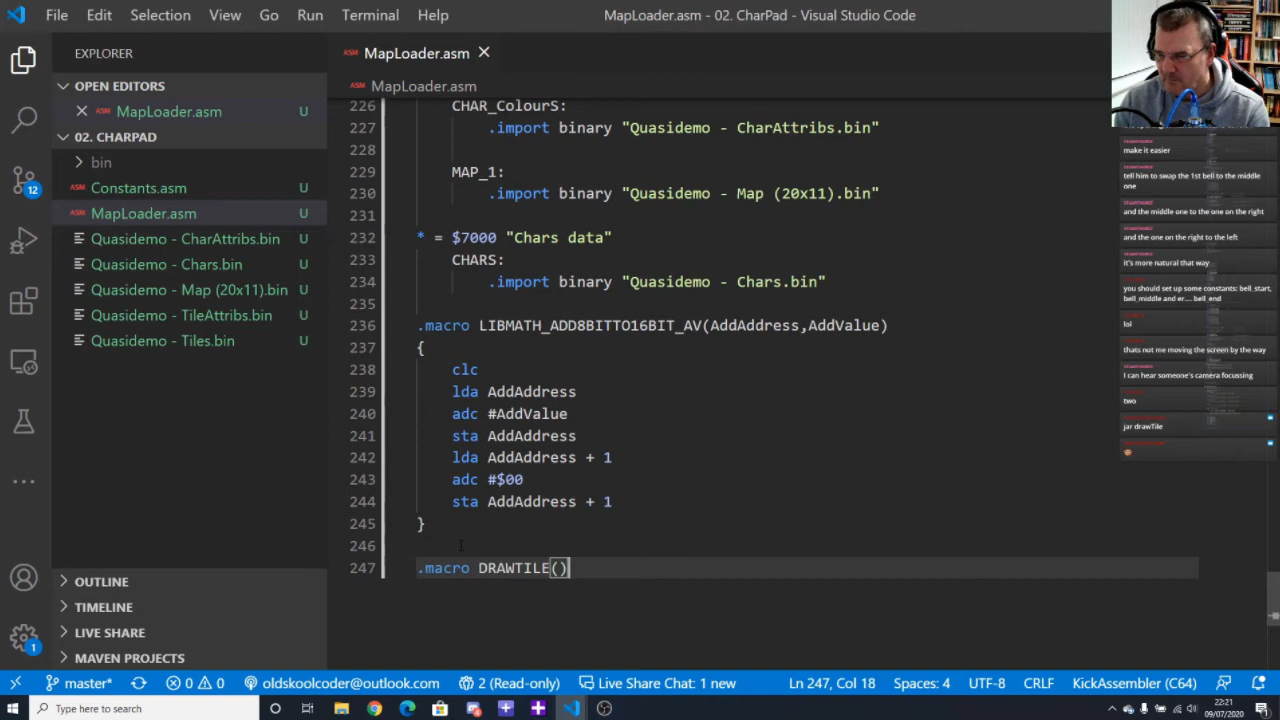 File Edit Selection View Go Run Terminal Help MapLoader.asm - 02. CharPad - Visual Studio Code
EXPLORER
OPEN EDITORS
ASM MapLoader.asm U
02. CHARPAD
bin
ASM Constants.asm U
ASM MapLoader.asm U
Quasidemo - CharAttribs.bin U
Quasidemo - Chars.bin U
Quasidemo - Map (20x11).bin U
Quasidemo - TileAttribs.bin U
Quasidemo - Tiles.bin U
OUTLINE
TIMELINE
LIVE SHARE
MAVEN PROJECTS
12
1
ASM MapLoader.asm
ASM MapLoader.asm
226 CHAR_ColourS:
227 .import binary "Quasidemo - CharAttribs.bin"
228
229 MAP_1:
230 .import binary "Quasidemo - Map (20x11).bin"
231
232 * = $7000 "Chars data"
233 CHARS:
234 .import binary "Quasidemo - Chars.bin"
235
236 .macro LIBMATH_ADD8BITTO16BIT_AV(AddAddress,AddValue)
237 {
238 clc
239 lda AddAddress
240 adc #AddValue
241 sta AddAddress
242 lda AddAddress + 1
243 adc #$00
244 sta AddAddress + 1
245 }
246
247 .macro DRAWTILE()
make it easier
tell him to swap the 1st bell to the middle
one
and the middle one to the one on the right
and the one on the right to the left
it's more natural that way
you should set up some constants: bell_start,
bell_middle and er.... bell_end
lol
thats not me moving the screen by the way
I can hear someone's camera focussing
two
jar drawTile
master* 0 0 oldskoolcoder@outlook.com 2 (Read-only) Live Share Chat: 1 new Ln 247, Col 18 Spaces: 4 UTF-8 CRLF KickAssembler (C64)
Type here to search
22:21
09/07/2020